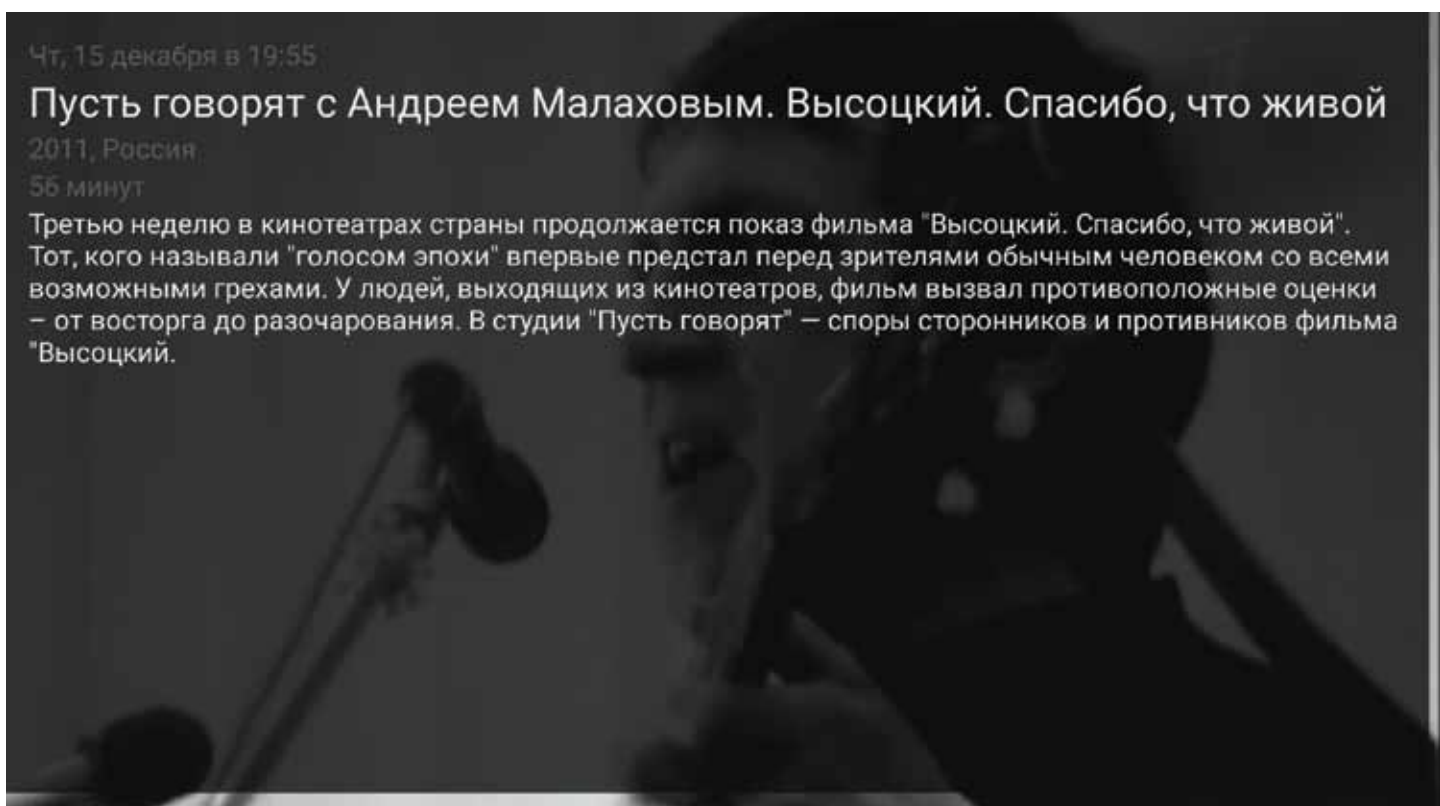 Чт, 15 декабря в 19:55
Пусть говорят с Андреем Малаховым. Высоцкий. Спасибо, что живой
2011, Россия
56 минут
Третью неделю в кинотеатрах страны продолжается показ фильма "Высоцкий. Спасибо, что живой".
Тот, кого называли "голосом эпохи" впервые предстал перед зрителями обычным человеком со всеми
возможными грехами. У людей, выходящих из кинотеатров, фильм вызвал противоположные оценки
– от восторга до разочарования. В студии "Пусть говорят" — споры сторонников и противников фильма
"Высоцкий.